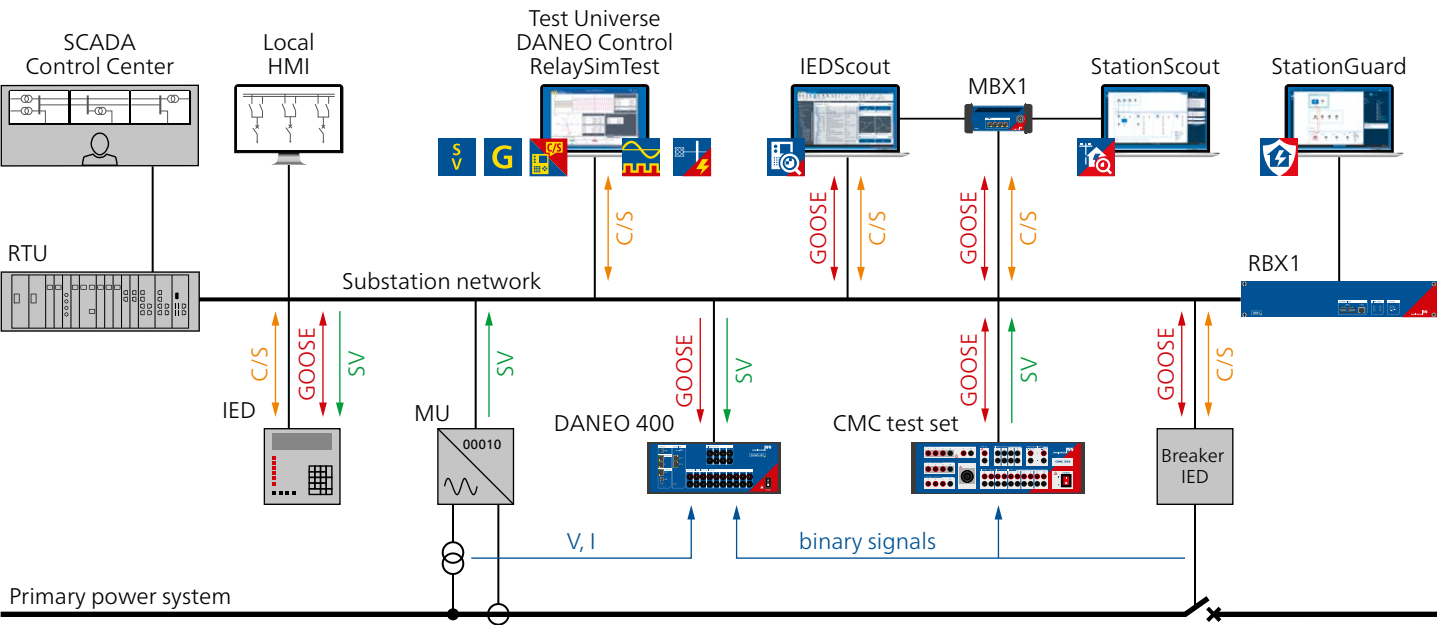 SCADA
Control Center
Local
HMI
Test Universe
DANEO Control
RelaySimTest
IEDScout
MBX1
StationScout
StationGuard
S
V
G
C/S
GOOSE
C/S
GOOSE
C/S
C/S
RTU
Substation network
RBX1
C/S
GOOSE
SV
SV
GOOSE
SV
GOOSE
SV
GOOSE
C/S
IED
MU
00010
DANEO 400
CMC test set
Breaker
IED
V, I
binary signals
Primary power system